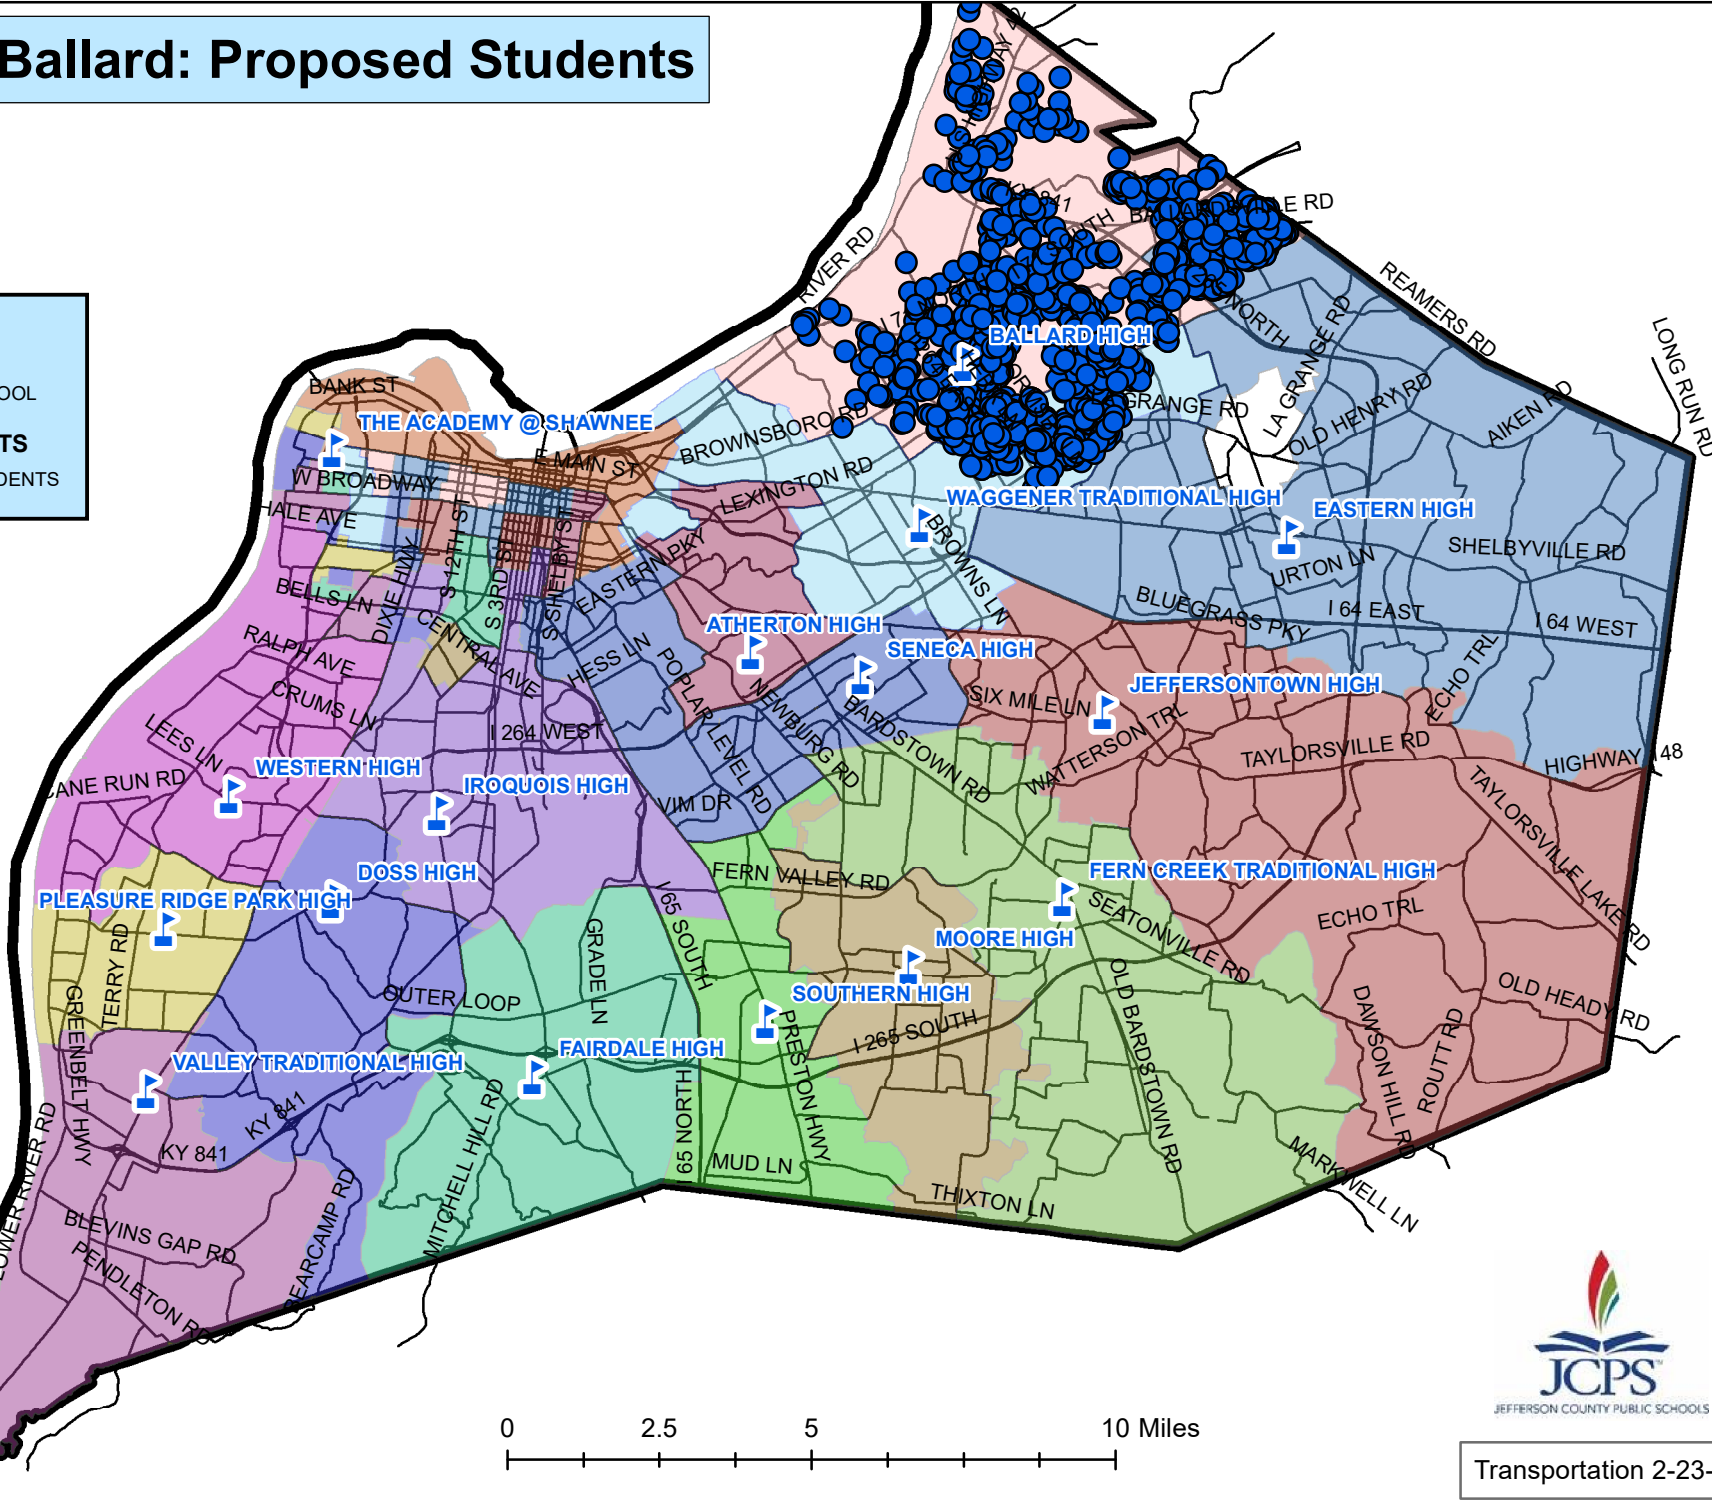 Ballard: Proposed Students
OOL
TS
DENTS
RIVER RD
KY 841
BALLARDSVILLE RD
REAMERS RD
LONG RUN RD
BALLARD HIGH
LA GRANGE RD
OLD HENRY RD
AIKEN RD
BANK ST
THE ACADEMY @ SHAWNEE
E MAIN ST
BROWNSBORO RD
LEXINGTON RD
W BROADWAY
HALE AVE
WAGGENER TRADITIONAL HIGH
EASTERN HIGH
SHELBYVILLE RD
URTON LN
BROWNS LN
BLUEGRASS PKY
I 64 EAST
I 64 WEST
ECHO TRL
BELLS LN
DIXIE HWY
S 12TH ST
S 3RD ST
S SHELBY ST
EASTERN PKY
CENTRAL AVE
HESS LN
RALPH AVE
CRUMS LN
LEES LN
CANE RUN RD
I 264 WEST
POPLAR LEVEL RD
NEWBURG RD
BARDSTOWN RD
ATHERTON HIGH
SENECA HIGH
JEFFERSONTOWN HIGH
SIX MILE LN
WATTERSON TRL
TAYLORSVILLE RD
HIGHWAY 148
TAYLORSVILLE LAKE RD
WESTERN HIGH
IROQUOIS HIGH
VIM DR
DOSS HIGH
PLEASURE RIDGE PARK HIGH
FERN VALLEY RD
FERN CREEK TRADITIONAL HIGH
SEATONVILLE RD
ECHO TRL
MOORE HIGH
SOUTHERN HIGH
TERRY RD
GREENBELT HWY
OUTER LOOP
GRADE LN
I 65 SOUTH
I 265 SOUTH
PRESTON HWY
OLD BARDSTOWN RD
DAWSON HILL RD
ROUTT RD
OLD HEADY RD
VALLEY TRADITIONAL HIGH
FAIRDALE HIGH
KY 841
KY 841
I 65 NORTH
MUD LN
THIXTON LN
MARKWELL LN
LOWER RIVER RD
MITCHELL HILL RD
BEARCAMP RD
BLEVINS GAP RD
PENDLETON RD
0 2.5 5 10 Miles
JCPS
JEFFERSON COUNTY PUBLIC SCHOOLS
Transportation 2-23-